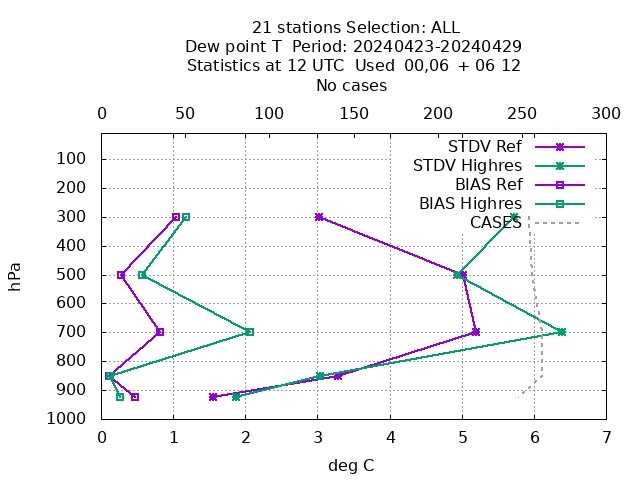 21 stations Selection: ALL
Dew point T  Period: 20240423-20240429
Statistics at 12 UTC  Used  00,06 + 06 12
No cases
0 50 100 150 200 250 300
STDV Ref
STDV Highres
BIAS Ref
BIAS Highres
CASES
100
200
300
400
500
600
700
800
900
1000
hPa
0 1 2 3 4 5 6 7
deg C